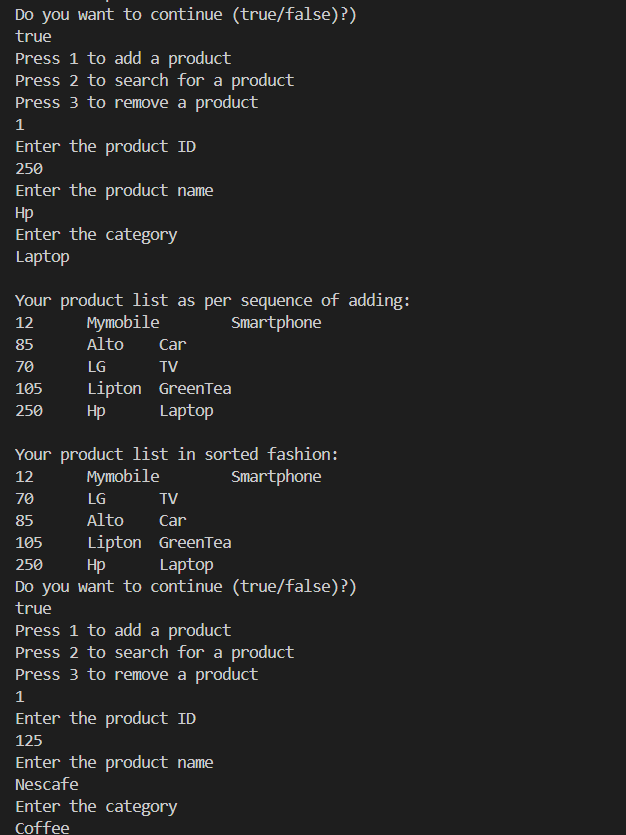 Do you want to continue (true/false)?)
true
Press 1 to add a product
Press 2 to search for a product
Press 3 to remove a product
1
Enter the product ID
250
Enter the product name
Hp
Enter the category
Laptop

Your product list as per sequence of adding:
12      Mymobile        Smartphone
85      Alto    Car
70      LG      TV
105     Lipton  GreenTea
250     Hp      Laptop

Your product list in sorted fashion:
12      Mymobile        Smartphone
70      LG      TV
85      Alto    Car
105     Lipton  GreenTea
250     Hp      Laptop
Do you want to continue (true/false)?)
true
Press 1 to add a product
Press 2 to search for a product
Press 3 to remove a product
1
Enter the product ID
125
Enter the product name
Nescafe
Enter the category
Coffee